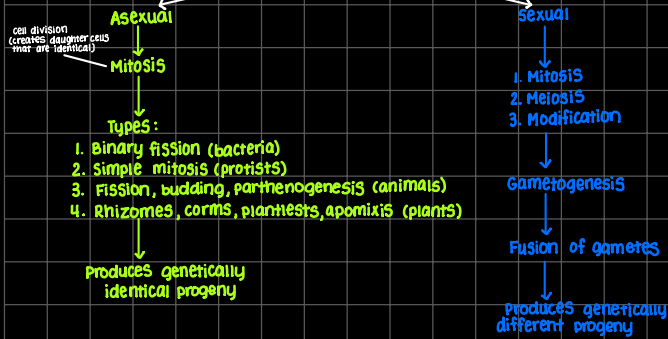 Asexual
cell division
(creates daughter cells
that are identical)
Mitosis
Types:
1. Binary fission (bacteria)
2. Simple mitosis (protists)
3. Fission, budding, parthenogenesis (animals)
4. Rhizomes, corms, plantlests, apomixis (plants)
Produces genetically
identical progeny
Sexual
1. Mitosis
2. Meiosis
3. Modification
Gametogenesis
Fusion of gametes
Produces genetically
different progeny